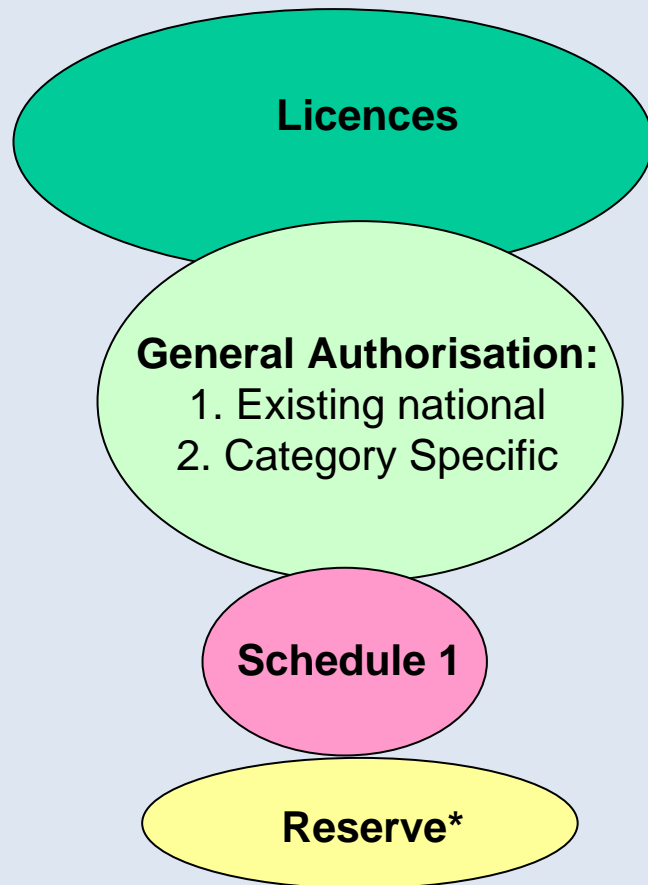 Licences
General Authorisation:
1. Existing national
2. Category Specific
Schedule 1
Reserve*